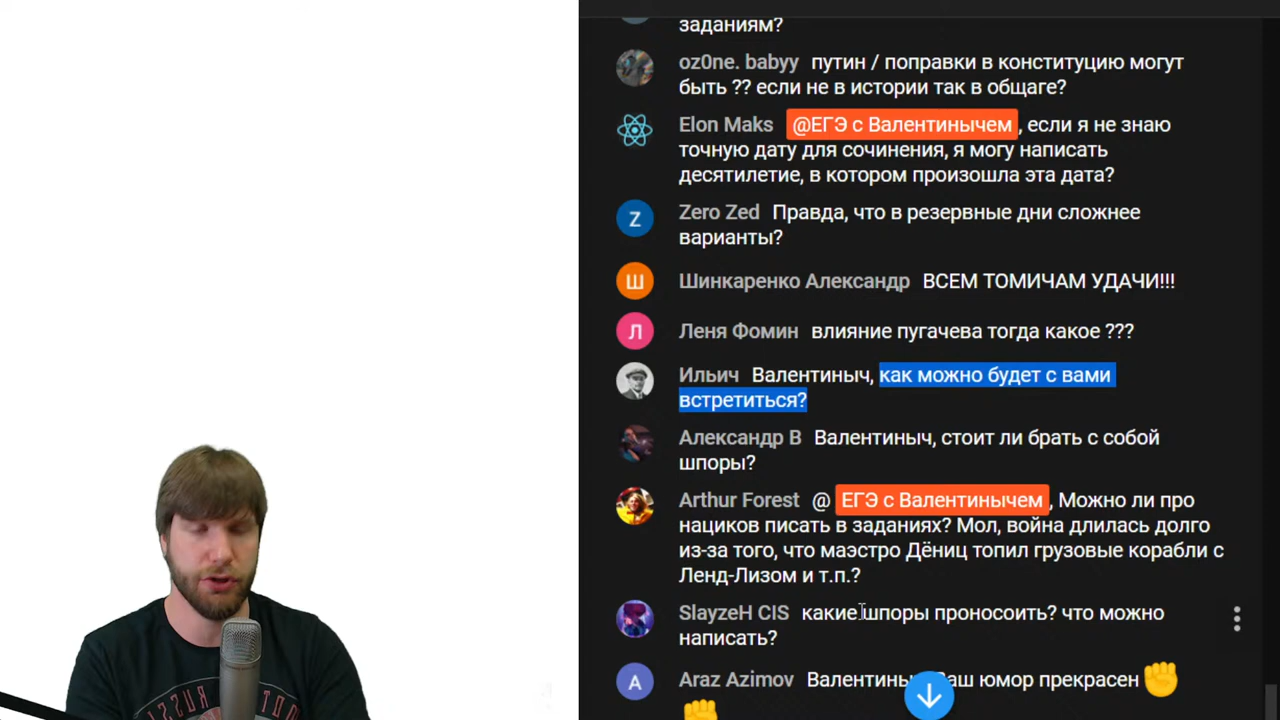 заданиям?
oz0ne. babyy путин / поправки в конституцию могут
быть ?? если не в истории так в общаге?
Elon Maks @ЕГЭ с Валентинычем, если я не знаю
точную дату для сочинения, я могу написать
десятилетие, в котором произошла эта дата?
Z
Zero Zed Правда, что в резервные дни сложнее
варианты?
Ш
Шинкаренко Александр ВСЕМ ТОМИЧАМ УДАЧИ!!!
Л
Леня Фомин влияние пугачева тогда какое ???
Ильич Валентиныч, как можно будет с вами
встретиться?
Александр В Валентиныч, стоит ли брать с собой
шпоры?
Arthur Forest @ ЕГЭ с Валентинычем, Можно ли про
нациков писать в заданиях? Мол, война длилась долго
из-за того, что маэстро Дёниц топил грузовые корабли с
Ленд-Лизом и т.п.?
SlayzeH CIS какие шпоры проносоить? что можно
написать?
A
Araz Azimov юмор прекрасен